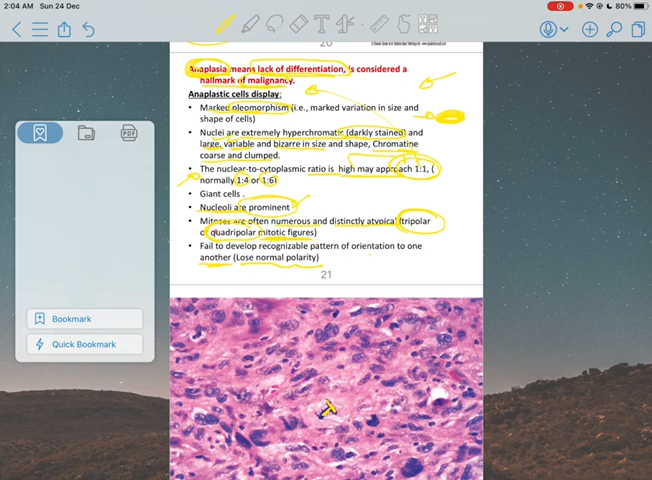 2:04 AM Sun 24 Dec
80%
20
Anaplasia means lack of differentiation, is considered a
hallmark of malignancy.
Anaplastic cells display:
• Marked pleomorphism (i.e., marked variation in size and
shape of cells)
• Nuclei are extremely hyperchromatic (darkly stained) and
large, variable and bizarre in size and shape, Chromatine
coarse and clumped.
• The nuclear-to-cytoplasmic ratio is high may approach 1:1, (
normally 1:4 or 1:6)
• Giant cells .
• Nucleoli are prominent
• Mitoses are often numerous and distinctly atypical (tripolar
or quadripolar mitotic figures)
• Fail to develop recognizable pattern of orientation to one
another (Lose normal polarity)
21
PDF
Bookmark
Quick Bookmark